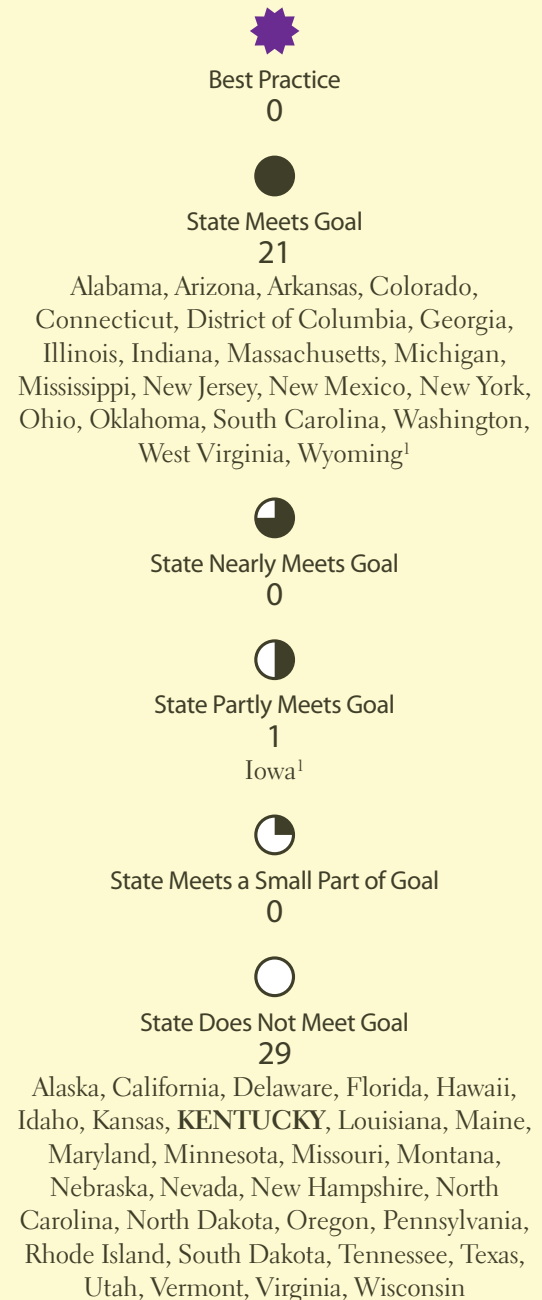 Best Practice
0
State Meets Goal
21
Alabama, Arizona, Arkansas, Colorado,
Connecticut, District of Columbia, Georgia,
Illinois, Indiana, Massachusetts, Michigan,
Mississippi, New Jersey, New Mexico, New York,
Ohio, Oklahoma, South Carolina, Washington,
West Virginia, Wyoming¹
State Nearly Meets Goal
0
State Partly Meets Goal
1
Iowa¹
State Meets a Small Part of Goal
0
State Does Not Meet Goal
29
Alaska, California, Delaware, Florida, Hawaii,
Idaho, Kansas, KENTUCKY, Louisiana, Maine,
Maryland, Minnesota, Missouri, Montana,
Nebraska, Nevada, New Hampshire, North
Carolina, North Dakota, Oregon, Pennsylvania,
Rhode Island, South Dakota, Tennessee, Texas,
Utah, Vermont, Virginia, Wisconsin